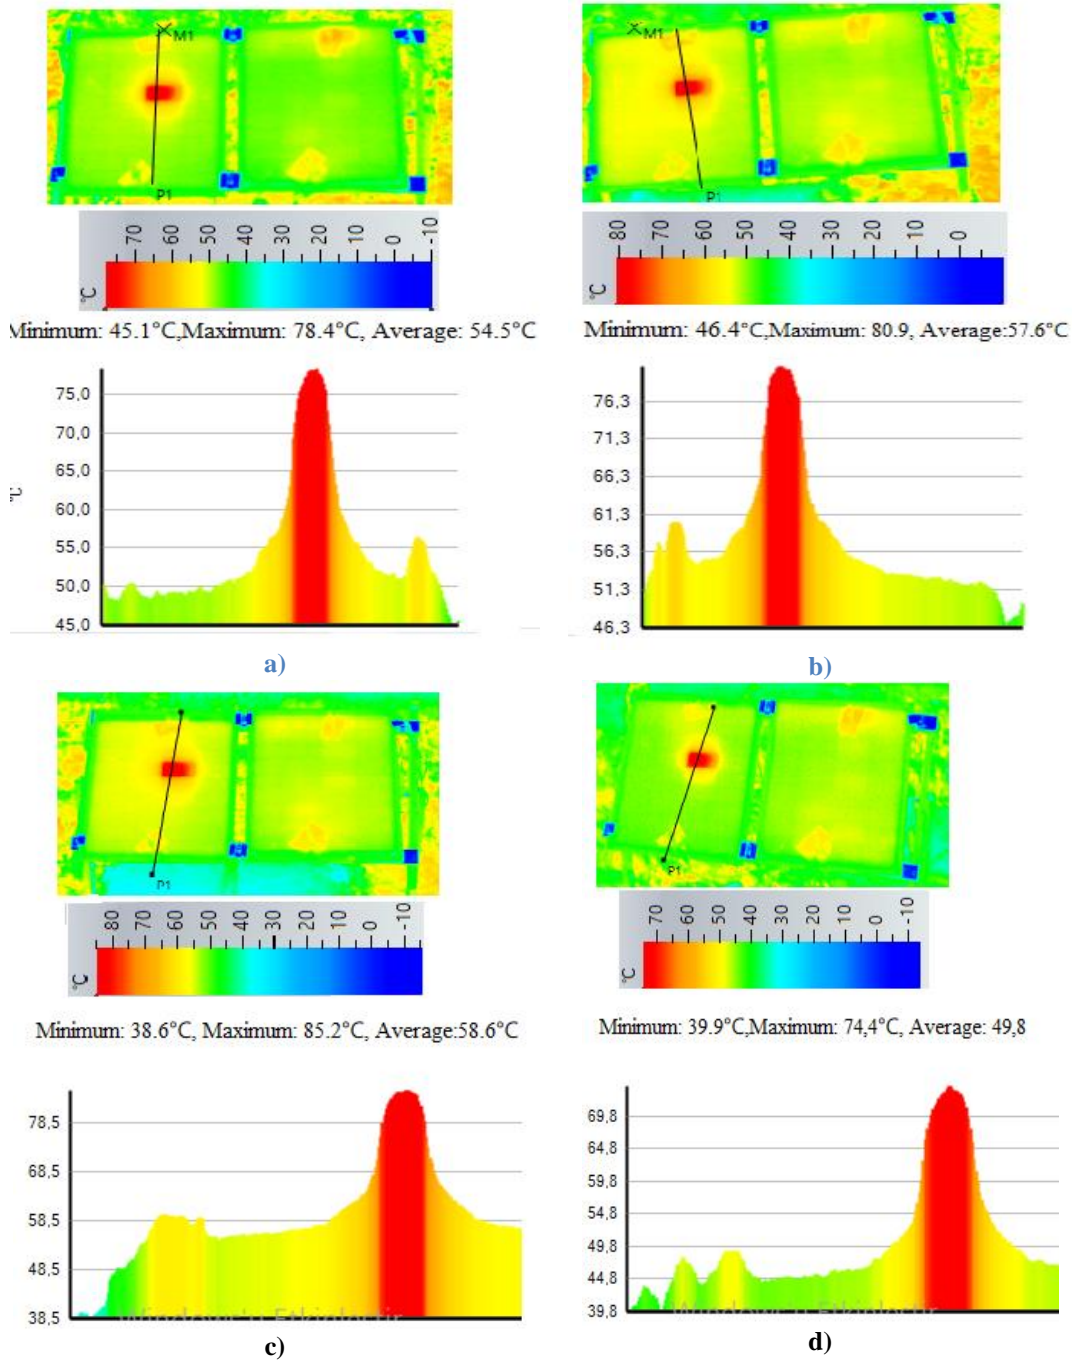 M1
P1
70 60 50 40 30 20 10 0 -10
°C
Minimum: 45.1°C,Maximum: 78.4°C, Average: 54.5°C
75,0
70,0
65,0
60,0
55,0
50,0
45,0
°C
a)
M1
P1
80 70 60 50 40 30 20 10 0
°C
Minimum: 46.4°C,Maximum: 80.9, Average:57.6°C
76,3
71,3
66,3
61,3
56,3
51,3
46,3
b)
P1
80 70 60 50 40 30 20 10 0 -10
°C
Minimum: 38.6°C, Maximum: 85.2°C, Average:58.6°C
78,5
68,5
58,5
48,5
38,5
Windows'u Etkinleştir
c)
P1
70 60 50 40 30 20 10 0 -10
°C
Minimum: 39.9°C,Maximum: 74,4°C, Average: 49,8
69,8
64,8
59,8
54,8
49,8
44,8
39,8
Windows'u Etkinleştir
d)